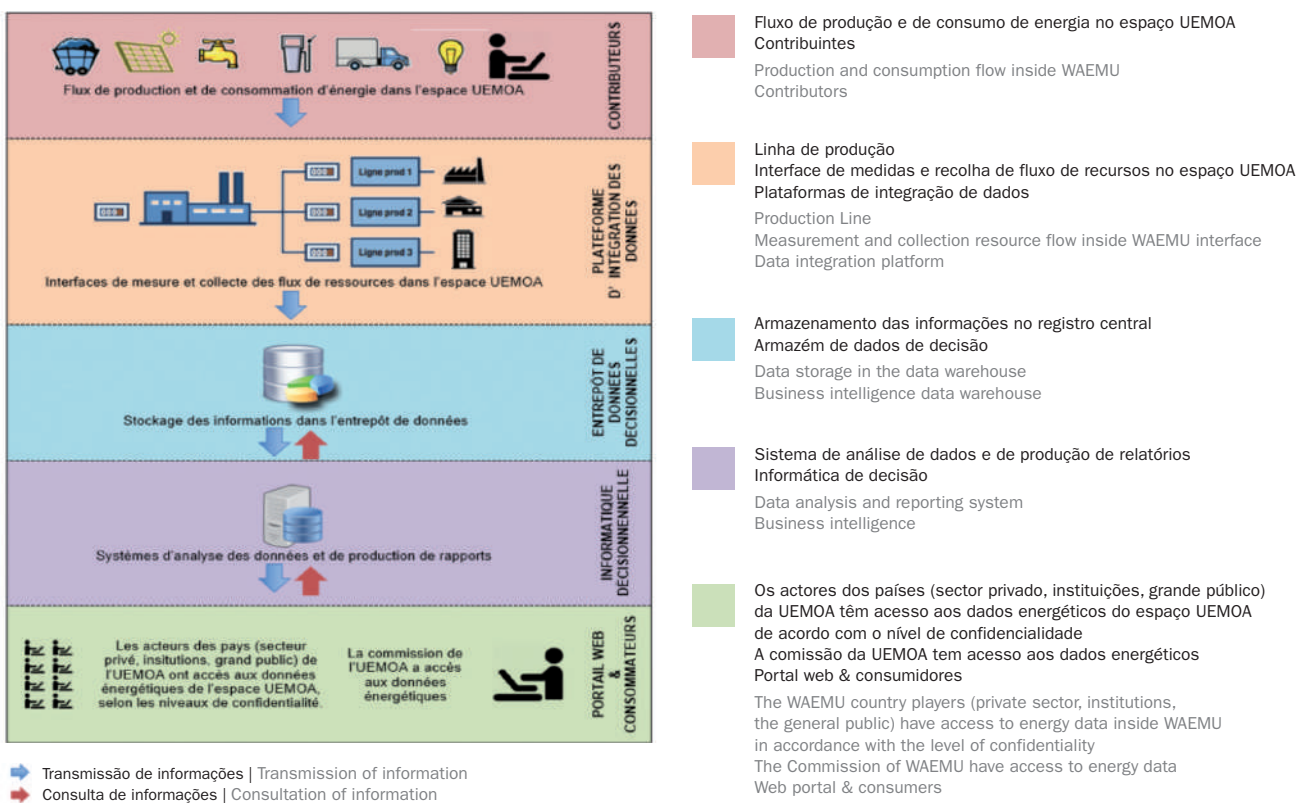 Flux de production et de consommation d'énergie dans l'espace UEMOA
CONTRIBUTEURS
Ligne prod 1
Ligne prod 2
Ligne prod 3
Interfaces de mesure et collecte des flux de ressources dans l'espace UEMOA
PLATEFORME
D' INTEGRATION DES
DONNEES
Stockage des informations dans l'entrepôt de données
ENTREPÔT DE
DONNÉES
DECISIONNELLES
Systèmes d'analyse des données et de production de rapports
INFORMATIQUE
DECISIONNENNELLE
Les acteurs des pays (secteur
privé, insitutions, grand public) de
l'UEMOA ont accès aux données
énergétiques de l'espace UEMOA,
selon les niveaux de confidentialité.
La commission de
l'UEMOA a accès
aux données
énergétiques
PORTAIL WEB
&
CONSOMMATEURS
Transmissão de informações | Transmission of information
Consulta de informações | Consultation of information
Fluxo de produção e de consumo de energia no espaço UEMOA
Contribuintes
Production and consumption flow inside WAEMU
Contributors
Linha de produção
Interface de medidas e recolha de fluxo de recursos no espaço UEMOA
Plataformas de integração de dados
Production Line
Measurement and collection resource flow inside WAEMU interface
Data integration platform
Armazenamento das informações no registro central
Armazém de dados de decisão
Data storage in the data warehouse
Business intelligence data warehouse
Sistema de análise de dados e de produção de relatórios
Informática de decisão
Data analysis and reporting system
Business intelligence
Os actores dos países (sector privado, instituições, grande público)
da UEMOA têm acesso aos dados energéticos do espaço UEMOA
de acordo com o nível de confidencialidade
A comissão da UEMOA tem acesso aos dados energéticos
Portal web & consumidores
The WAEMU country players (private sector, institutions,
the general public) have access to energy data inside WAEMU
in accordance with the level of confidentiality
The Commission of WAEMU have access to energy data
Web portal & consumers